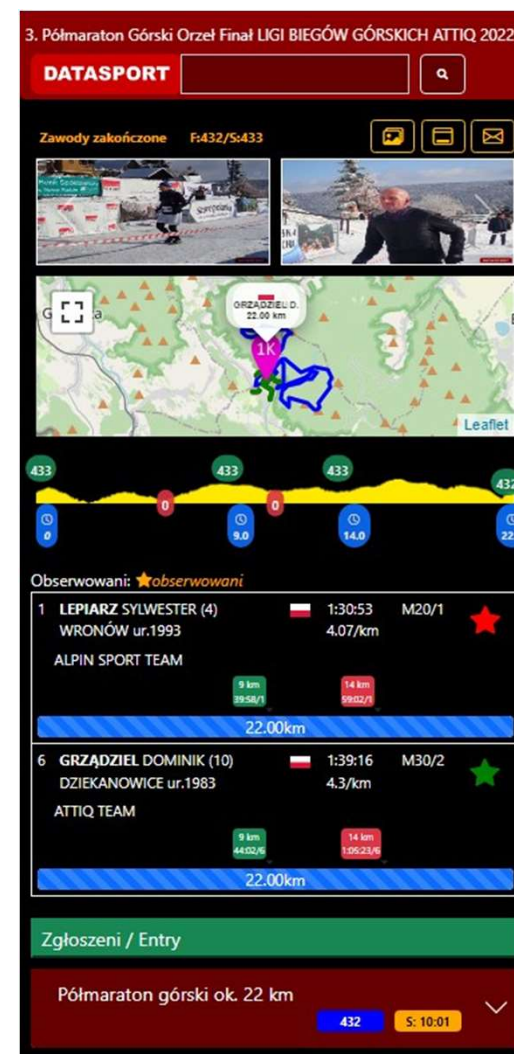 3. Półmaraton Górski Orzeł Finał LIGI BIEGÓW GÓRSKICH ATTIQ 2022
DATASPORT
Zawody zakończone F:432/S:433
GRZĄDZIEL D.
22.00 km
1K
Leaflet
433 433 433 432
0 0
0 9.0 14.0 22
Obserwowani: obserwowani
1 LEPIARZ SYLWESTER (4) 1:30:53 M20/1
WRONÓW ur.1993 4.07/km
ALPIN SPORT TEAM
9 km 14 km
39:58/1 59:02/1
22.00km
6 GRZĄDZIEL DOMINIK (10) 1:39:16 M30/2
DZIEKANOWICE ur.1983 4.3/km
ATTIQ TEAM
9 km 14 km
44:02/6 1:05:23/6
22.00km
Zgłoszeni / Entry
Półmaraton górski ok. 22 km
432 S: 10:01